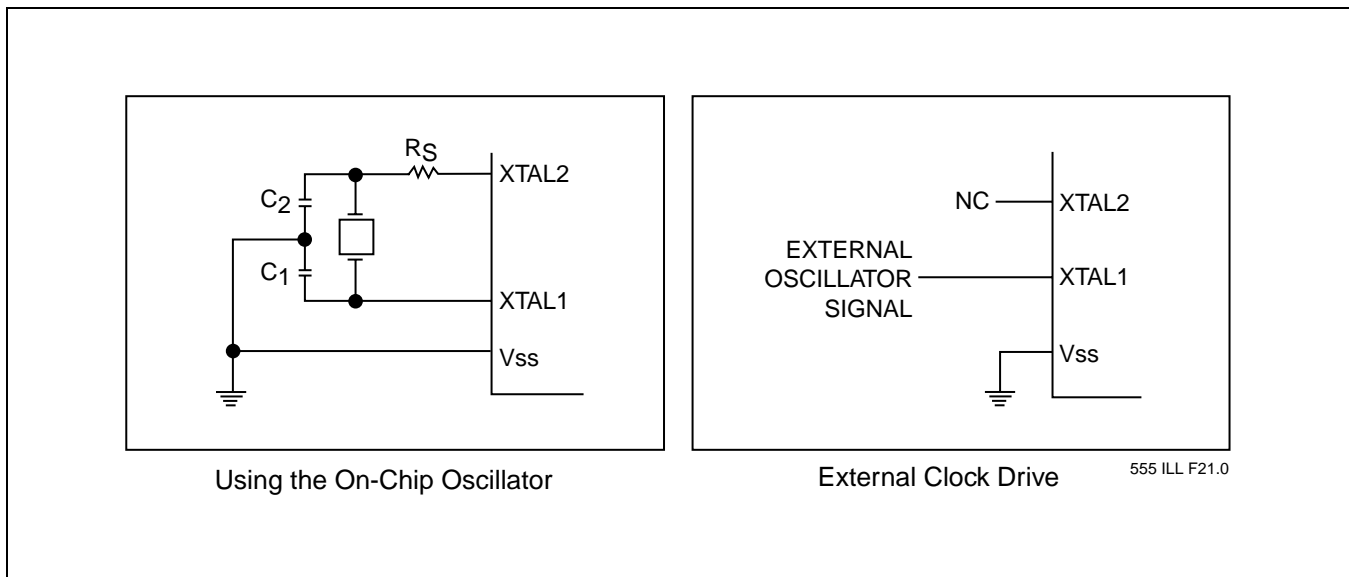 RS
XTAL2
C2
C1
XTAL1
Vss
Using the On-Chip Oscillator
NC
XTAL2
EXTERNAL
OSCILLATOR
SIGNAL
XTAL1
Vss
External Clock Drive
555 ILL F21.0